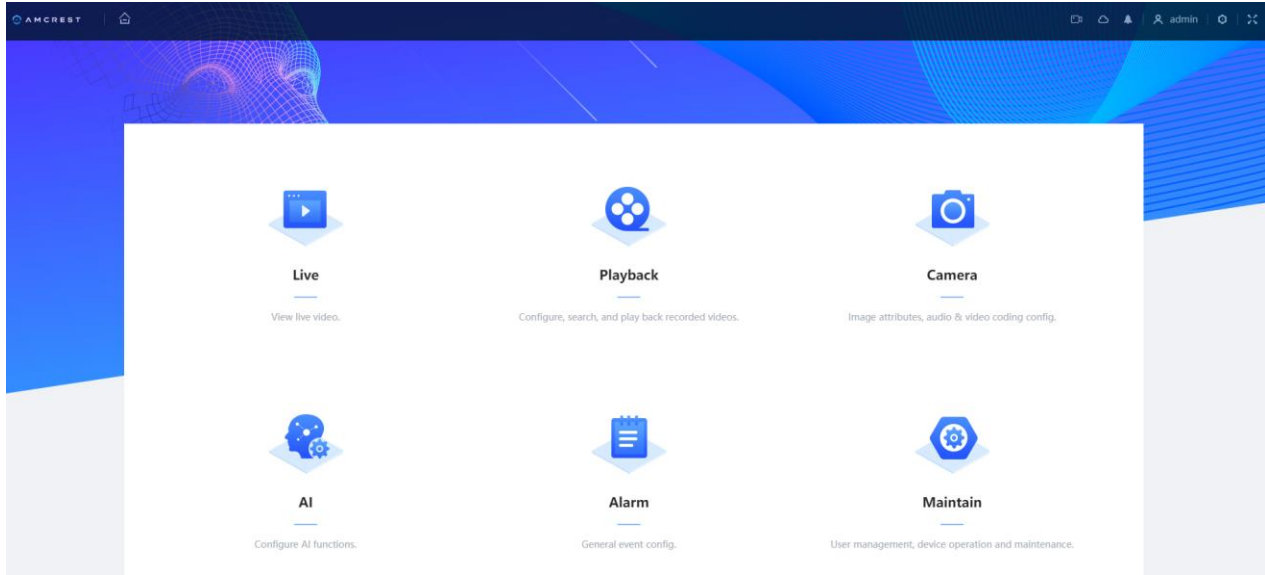 AMCREST
admin
Live
View live video.
Playback
Configure, search, and play back recorded videos.
Camera
Image attributes, audio & video coding config.
AI
Configure AI functions.
Alarm
General event config.
Maintain
User management, device operation and maintenance.